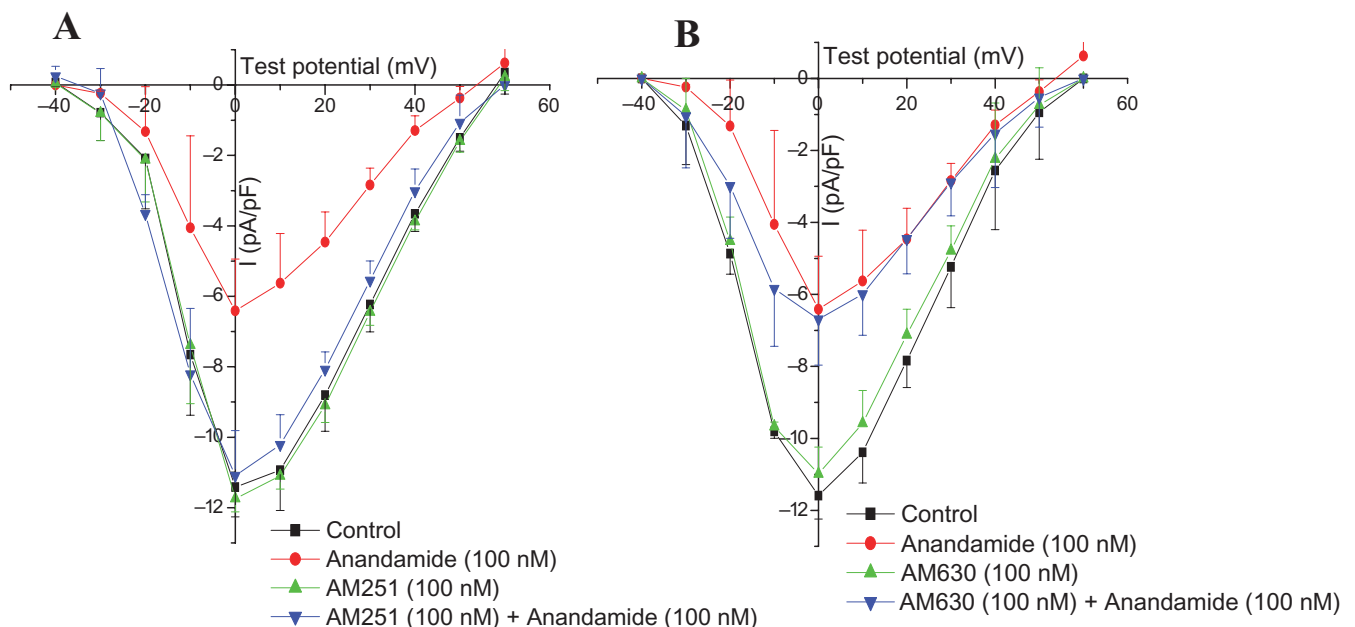 A
Test potential (mV)
0
−40
−20
0
20
40
60
−2
−4
−6
−8
−10
−12
I (pA/pF)
Control
Anandamide (100 nM)
AM251 (100 nM)
AM251 (100 nM) + Anandamide (100 nM)
B
Test potential (mV)
0
−40
−20
0
20
40
60
−2
−4
−6
−8
−10
−12
I (pA/pF)
Control
Anandamide (100 nM)
AM630 (100 nM)
AM630 (100 nM) + Anandamide (100 nM)